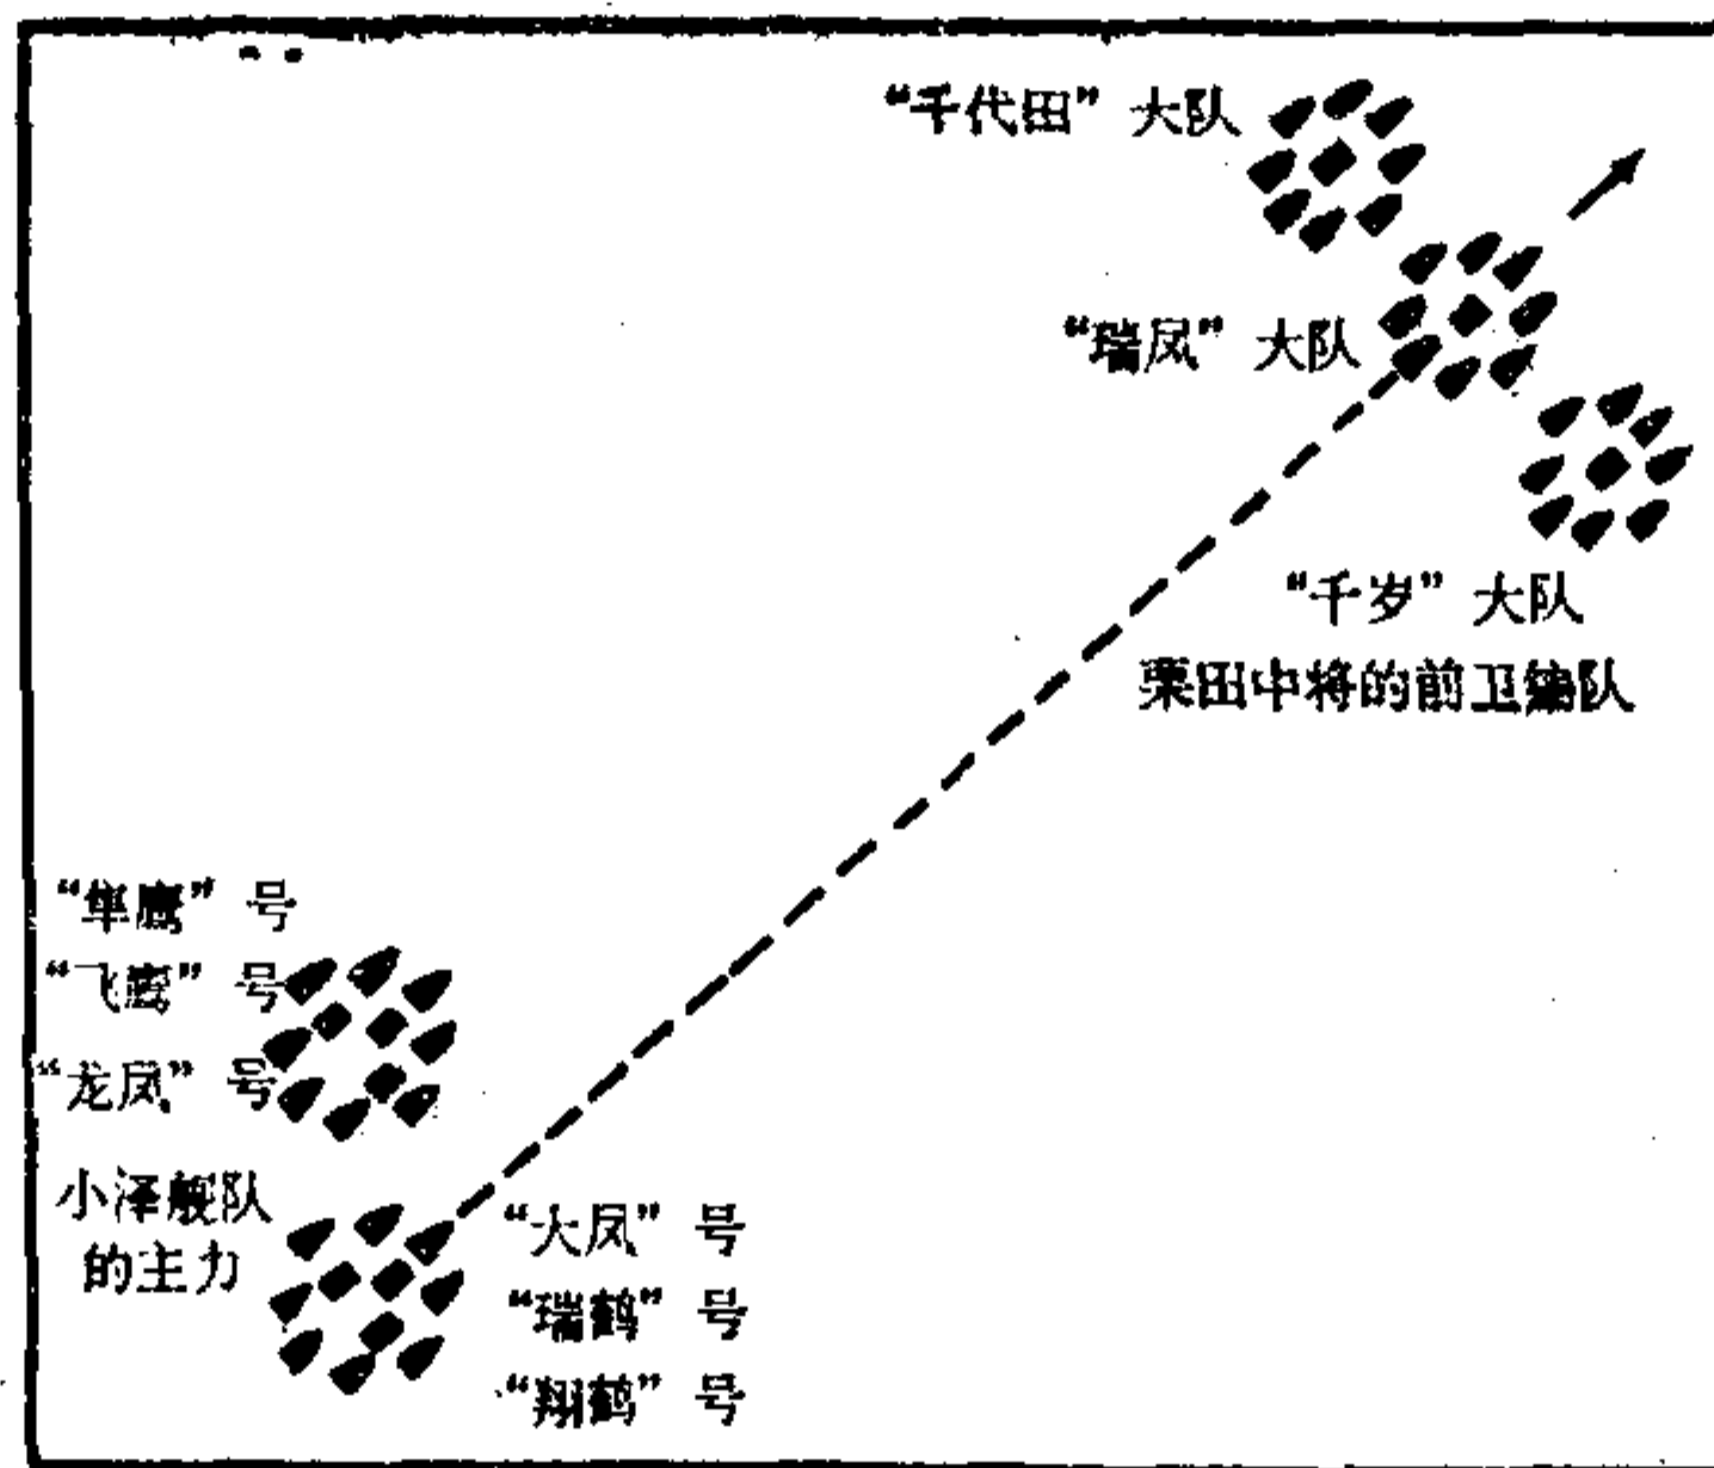 “千代田” 大队
“瑞凤” 大队
“千岁” 大队
栗田中将的前卫编队
“隼鹰” 号
“飞鹰” 号
“龙凤” 号
小泽舰队
的主力
“大凤” 号
“瑞鹤” 号
“翔鹤” 号